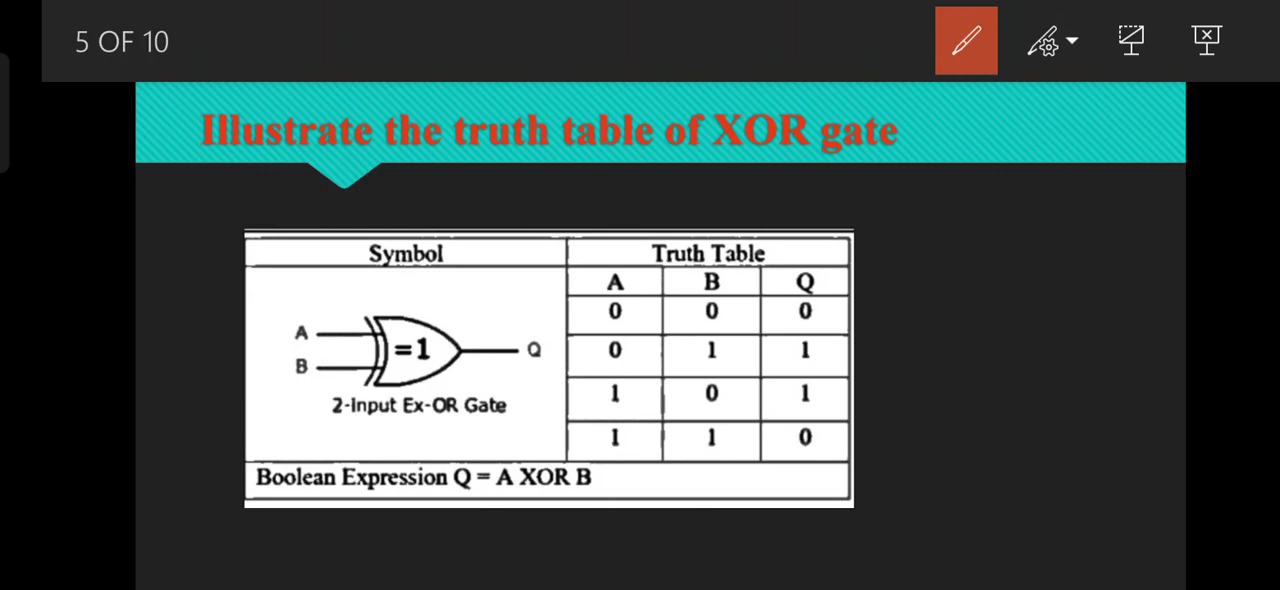 5 OF 10
Illustrate the truth table of XOR gate
Symbol Truth Table
A B Q
0 0 0
0 1 1
1 0 1
1 1 0
A
B
=1
Q
2-Input Ex-OR Gate
Boolean Expression Q = A XOR B